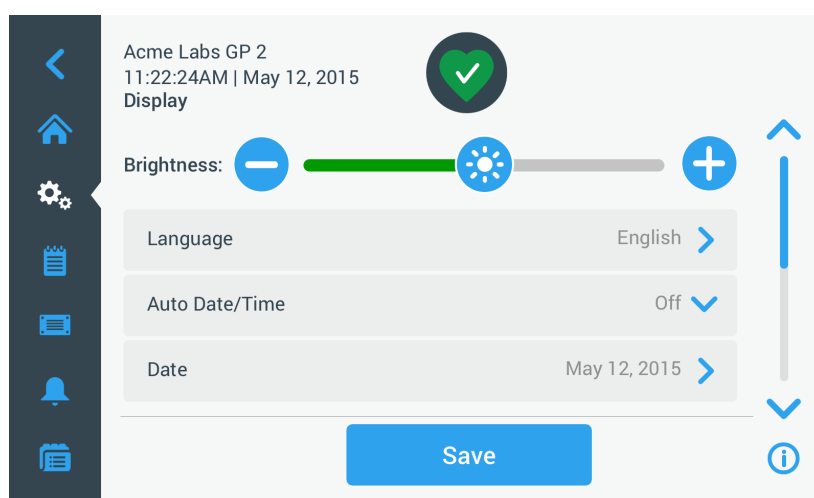 Acme Labs GP 2
11:22:24AM | May 12, 2015
Display
Brightness:
Language English
Auto Date/Time Off
Date May 12, 2015
Save